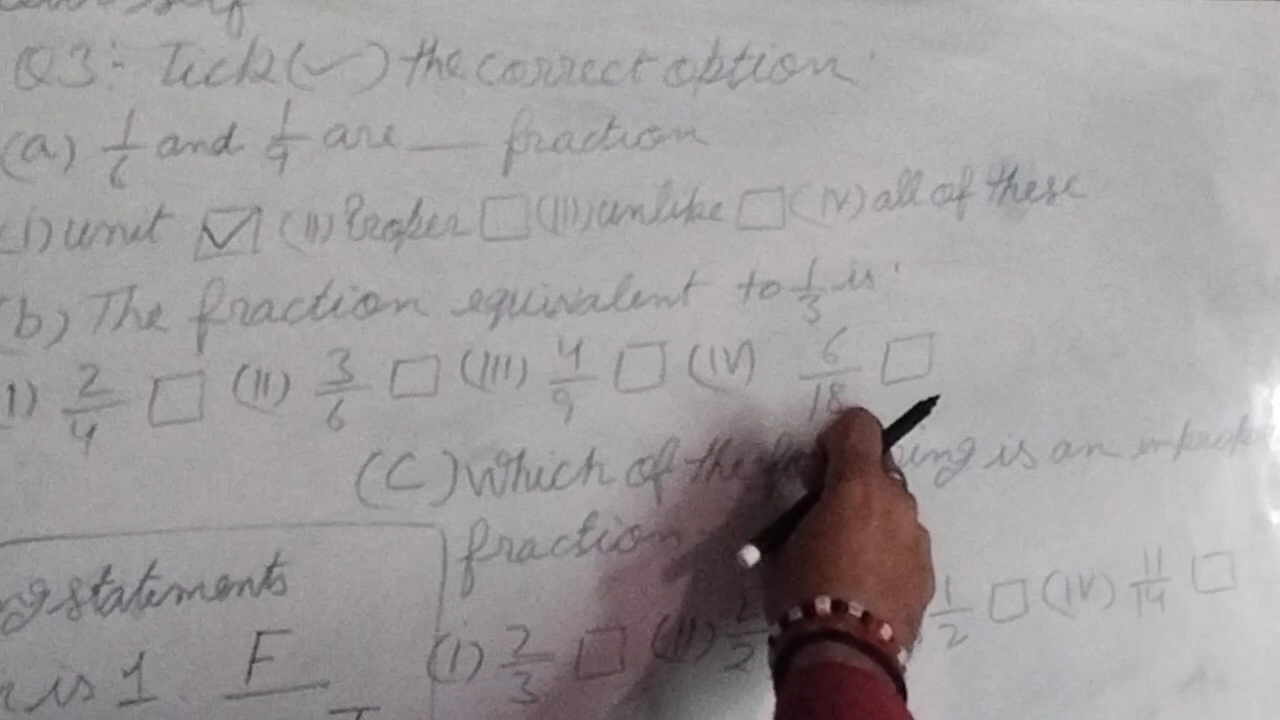 Q3:- Tick (✓) the correct option.
(a) 1/6 and 1/9 are — fraction
(i) unit ☑ (ii) Proper □ (iii) unlike □ (iv) all of these
(b) The fraction equivalent to 1/3 is.
(i) 2/4 □ (ii) 3/6 □ (iii) 4/9 □ (iv) 6/18 □
(C) Which of the is an
fraction
(i) 2/3 □ (ii) 2/2 1/2 □ (iv) 11/14 □
statements
is 1. F